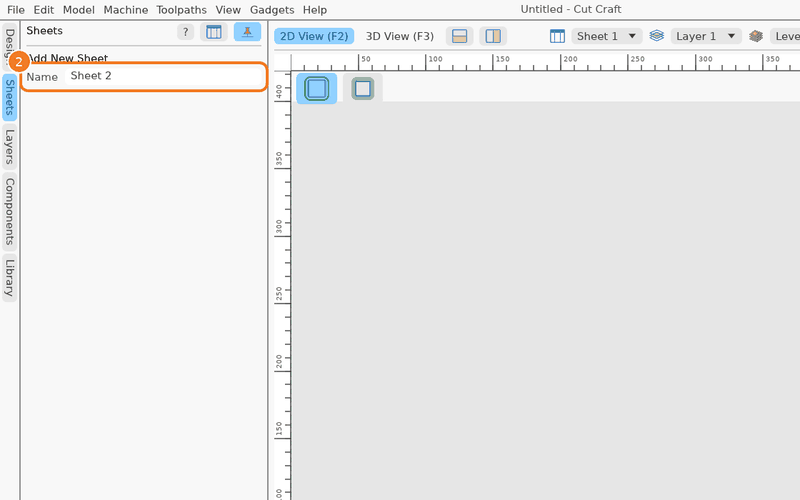 File Edit Model Machine Toolpaths View Gadgets Help
Untitled - Cut Craft
Sheets
?
2D View (F2)
3D View (F3)
Sheet 1
Layer 1
Add New Sheet
2
Name Sheet 2
Sheets
Layers
Components
Library
50 100 150 200 250 300 350
400
350
300
250
200
150